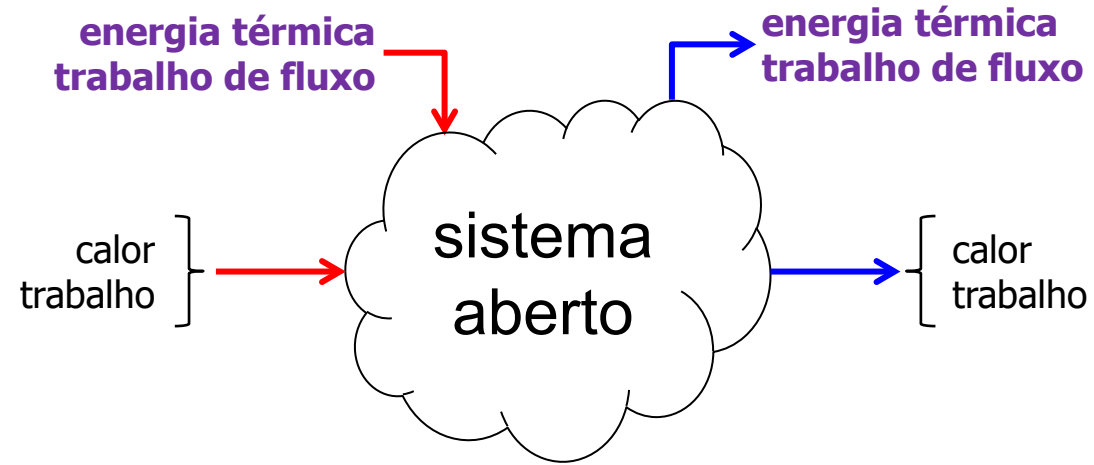 energia térmica
trabalho de fluxo
energia térmica
trabalho de fluxo
calor
trabalho
sistema
aberto
calor
trabalho